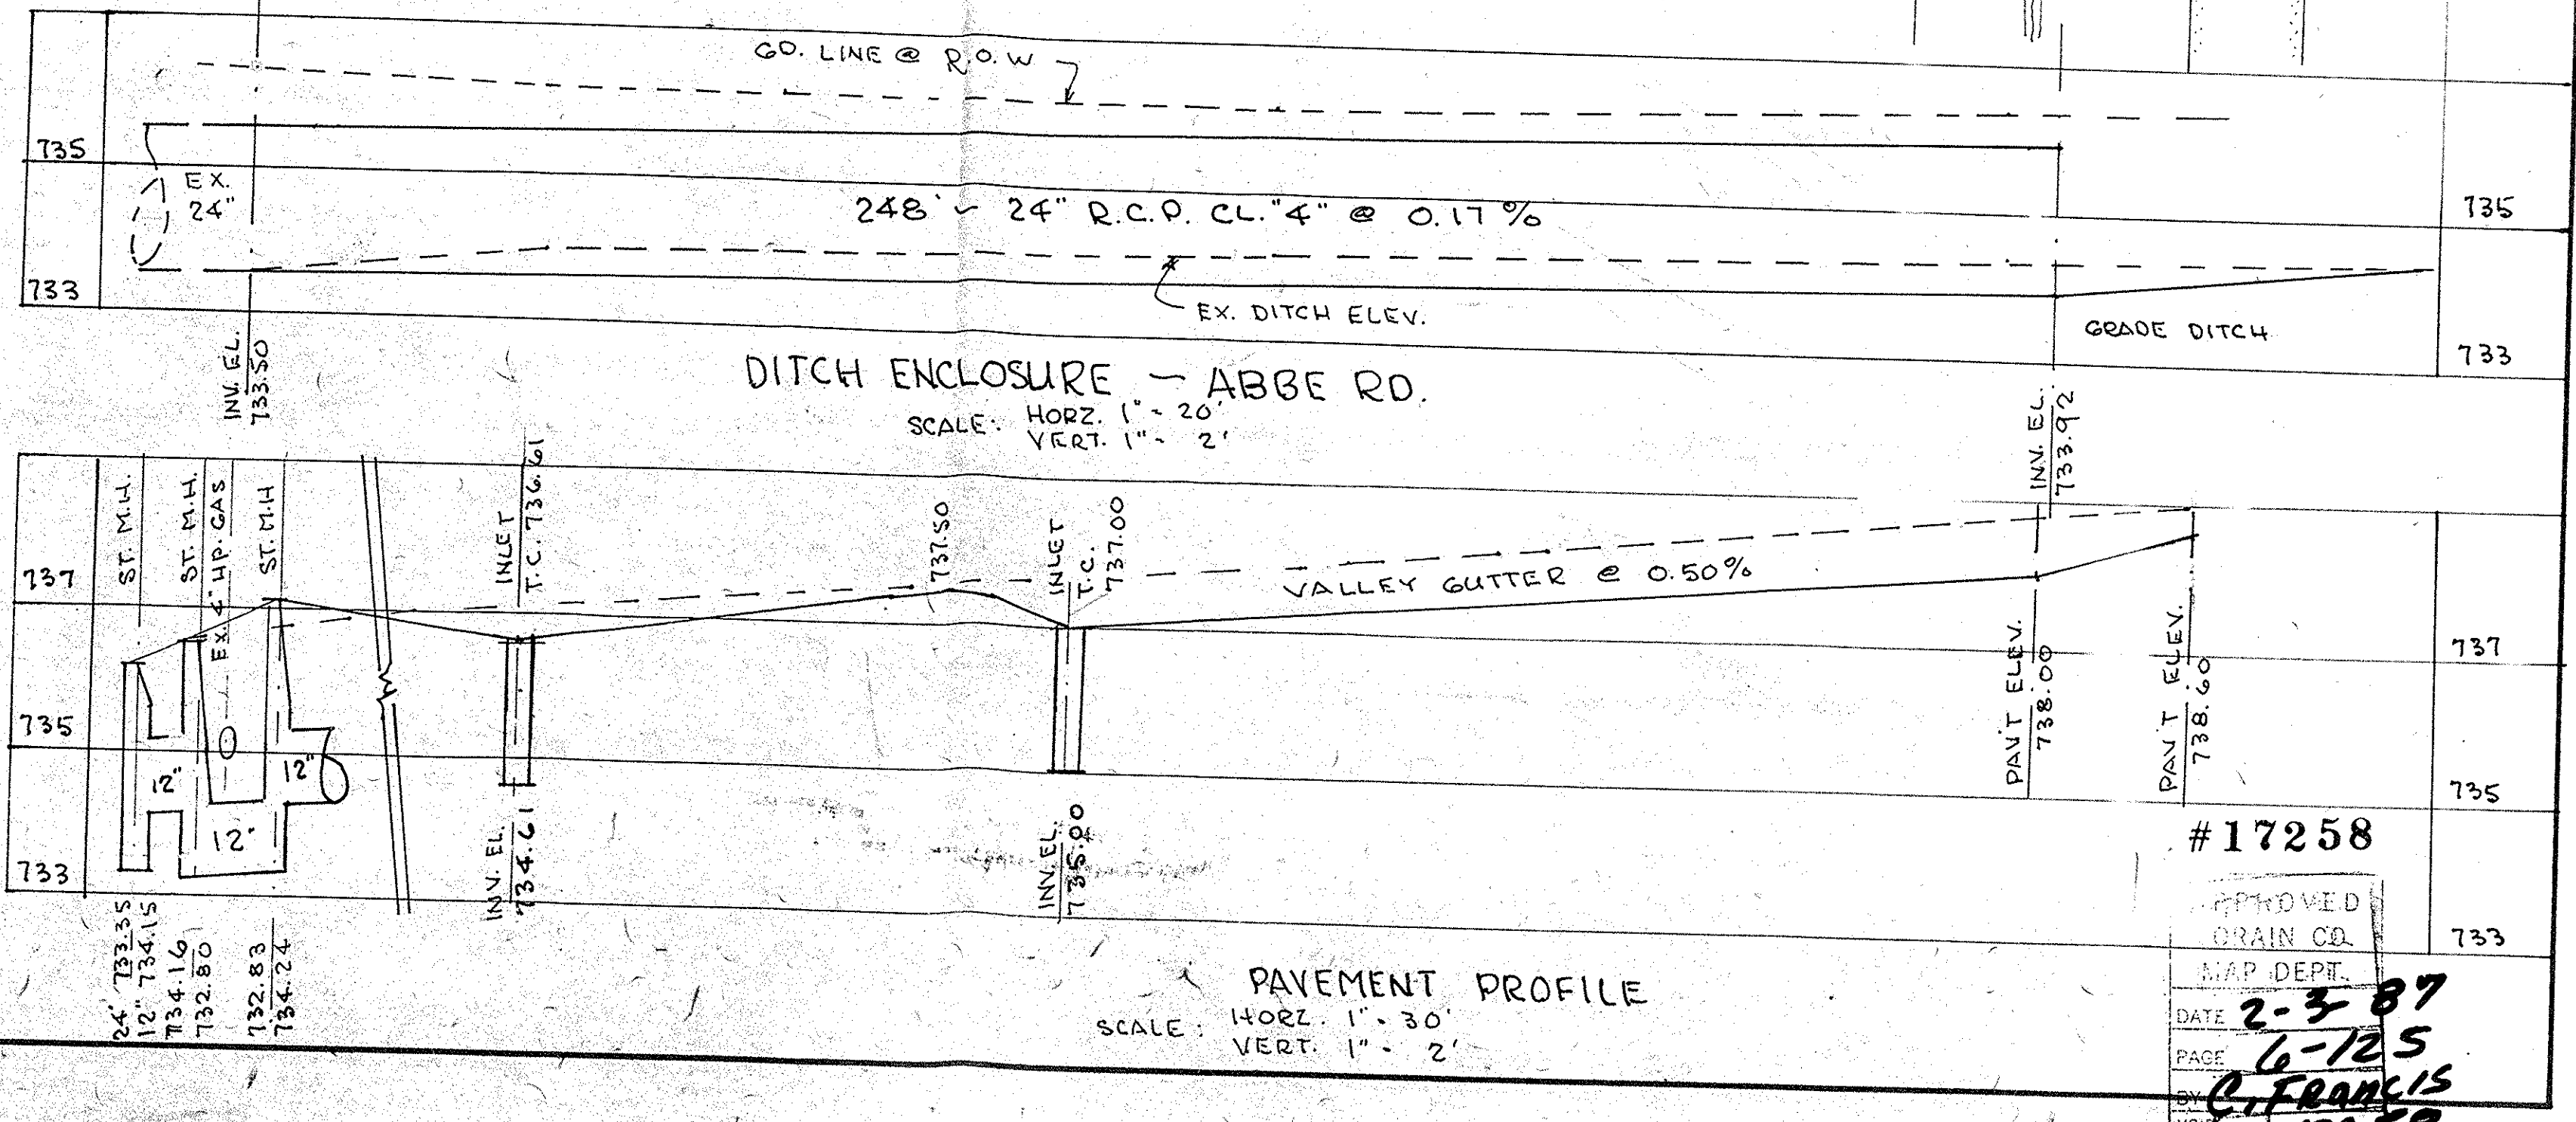 GD. LINE @ R.O.W
735
EX.
24"
248' ~ 24" R.C.P. CL."4" @ 0.17%
735
733
EX. DITCH ELEV.
GRADE DITCH
733
INV. EL.
733.50
DITCH ENCLOSURE — ABBE RD.
SCALE: HORZ. 1" - 20'
VERT. 1" - 2'
INV. EL.
733.92
ST. M.H.
ST. M.H.
EX. 4" HP. GAS
ST. M.H
INLET
T.C. 736.61
737.50
INLET
T.C.
737.00
737
VALLEY GUTTER @ 0.50%
737
PAV'T ELEV.
738.00
PAV'T ELEV.
738.60
735
12"
12"
12"
735
733
INV. EL.
734.61
INV. EL.
735.00
#17258
24" 733.35
12" 734.15
734.16
732.80
732.83
734.24
733
PAVEMENT PROFILE
SCALE: HORZ. 1" - 30'
VERT. 1" - 2'
APPROVED
ORAIN CO.
MAP DEPT.
DATE 2-3-87
PAGE 6-125
BY C. FRANCIS